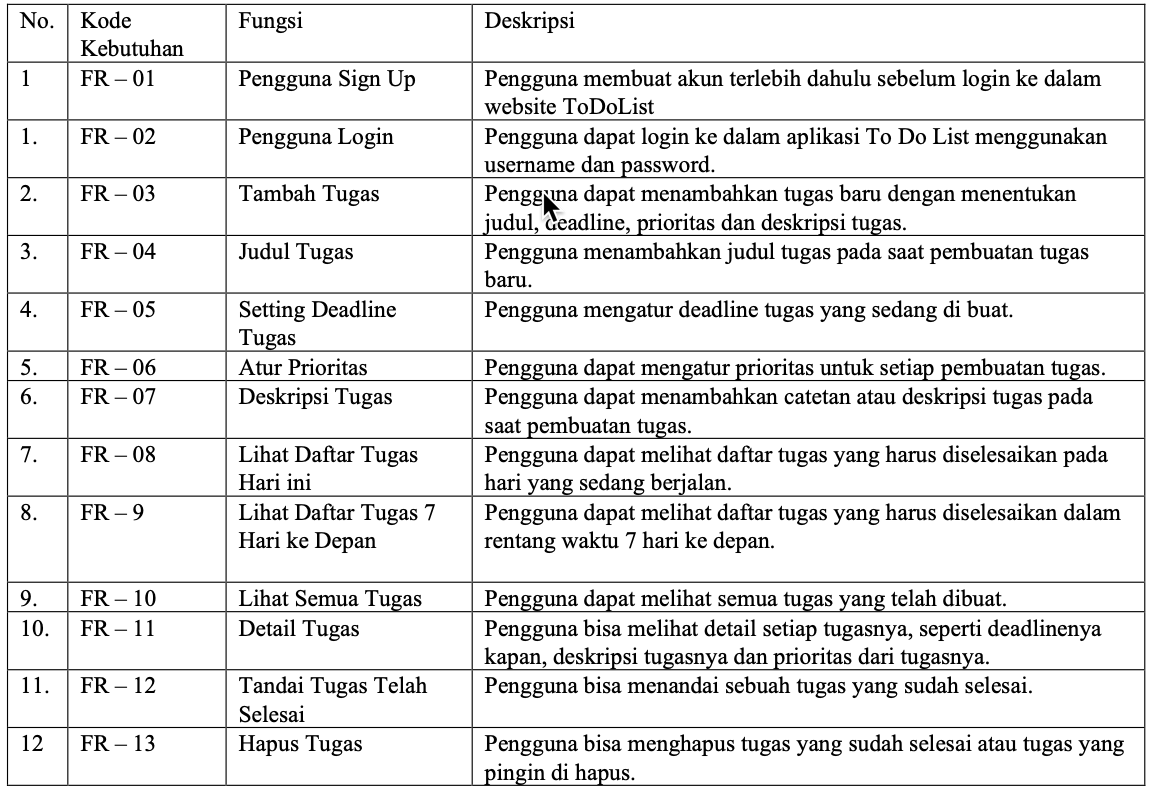 No. Kode Fungsi Deskripsi
Kebutuhan
1 FR – 01 Pengguna Sign Up Pengguna membuat akun terlebih dahulu sebelum login ke dalam
website ToDoList
1. FR – 02 Pengguna Login Pengguna dapat login ke dalam aplikasi To Do List menggunakan
username dan password.
2. FR – 03 Tambah Tugas Pengguna dapat menambahkan tugas baru dengan menentukan
judul, deadline, prioritas dan deskripsi tugas.
3. FR – 04 Judul Tugas Pengguna menambahkan judul tugas pada saat pembuatan tugas
baru.
4. FR – 05 Setting Deadline Pengguna mengatur deadline tugas yang sedang di buat.
Tugas
5. FR – 06 Atur Prioritas Pengguna dapat mengatur prioritas untuk setiap pembuatan tugas.
6. FR – 07 Deskripsi Tugas Pengguna dapat menambahkan catetan atau deskripsi tugas pada
saat pembuatan tugas.
7. FR – 08 Lihat Daftar Tugas Pengguna dapat melihat daftar tugas yang harus diselesaikan pada
Hari ini hari yang sedang berjalan.
8. FR – 9 Lihat Daftar Tugas 7 Pengguna dapat melihat daftar tugas yang harus diselesaikan dalam
Hari ke Depan rentang waktu 7 hari ke depan.
9. FR – 10 Lihat Semua Tugas Pengguna dapat melihat semua tugas yang telah dibuat.
10. FR – 11 Detail Tugas Pengguna bisa melihat detail setiap tugasnya, seperti deadlinenya
kapan, deskripsi tugasnya dan prioritas dari tugasnya.
11. FR – 12 Tandai Tugas Telah Pengguna bisa menandai sebuah tugas yang sudah selesai.
Selesai
12 FR – 13 Hapus Tugas Pengguna bisa menghapus tugas yang sudah selesai atau tugas yang
pingin di hapus.